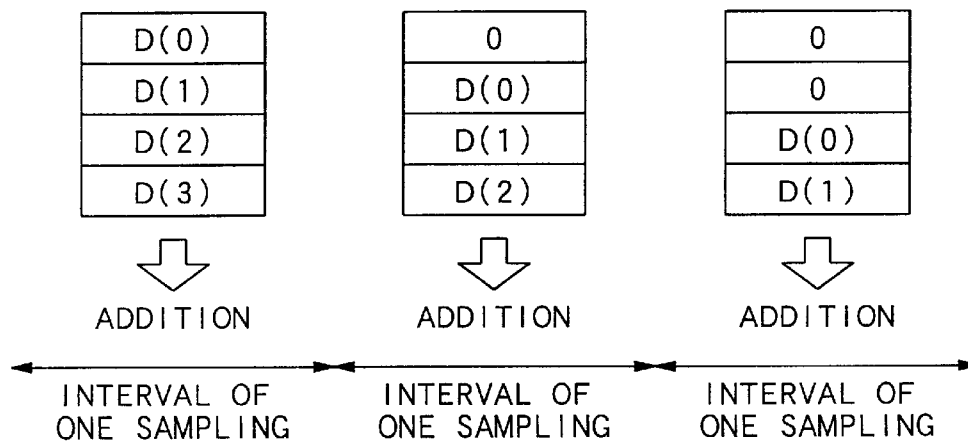 D(0)
D(1)
D(2)
D(3)
ADDITION
INTERVAL OF
ONE SAMPLING
0
D(0)
D(1)
D(2)
ADDITION
INTERVAL OF
ONE SAMPLING
0
0
D(0)
D(1)
ADDITION
INTERVAL OF
ONE SAMPLING